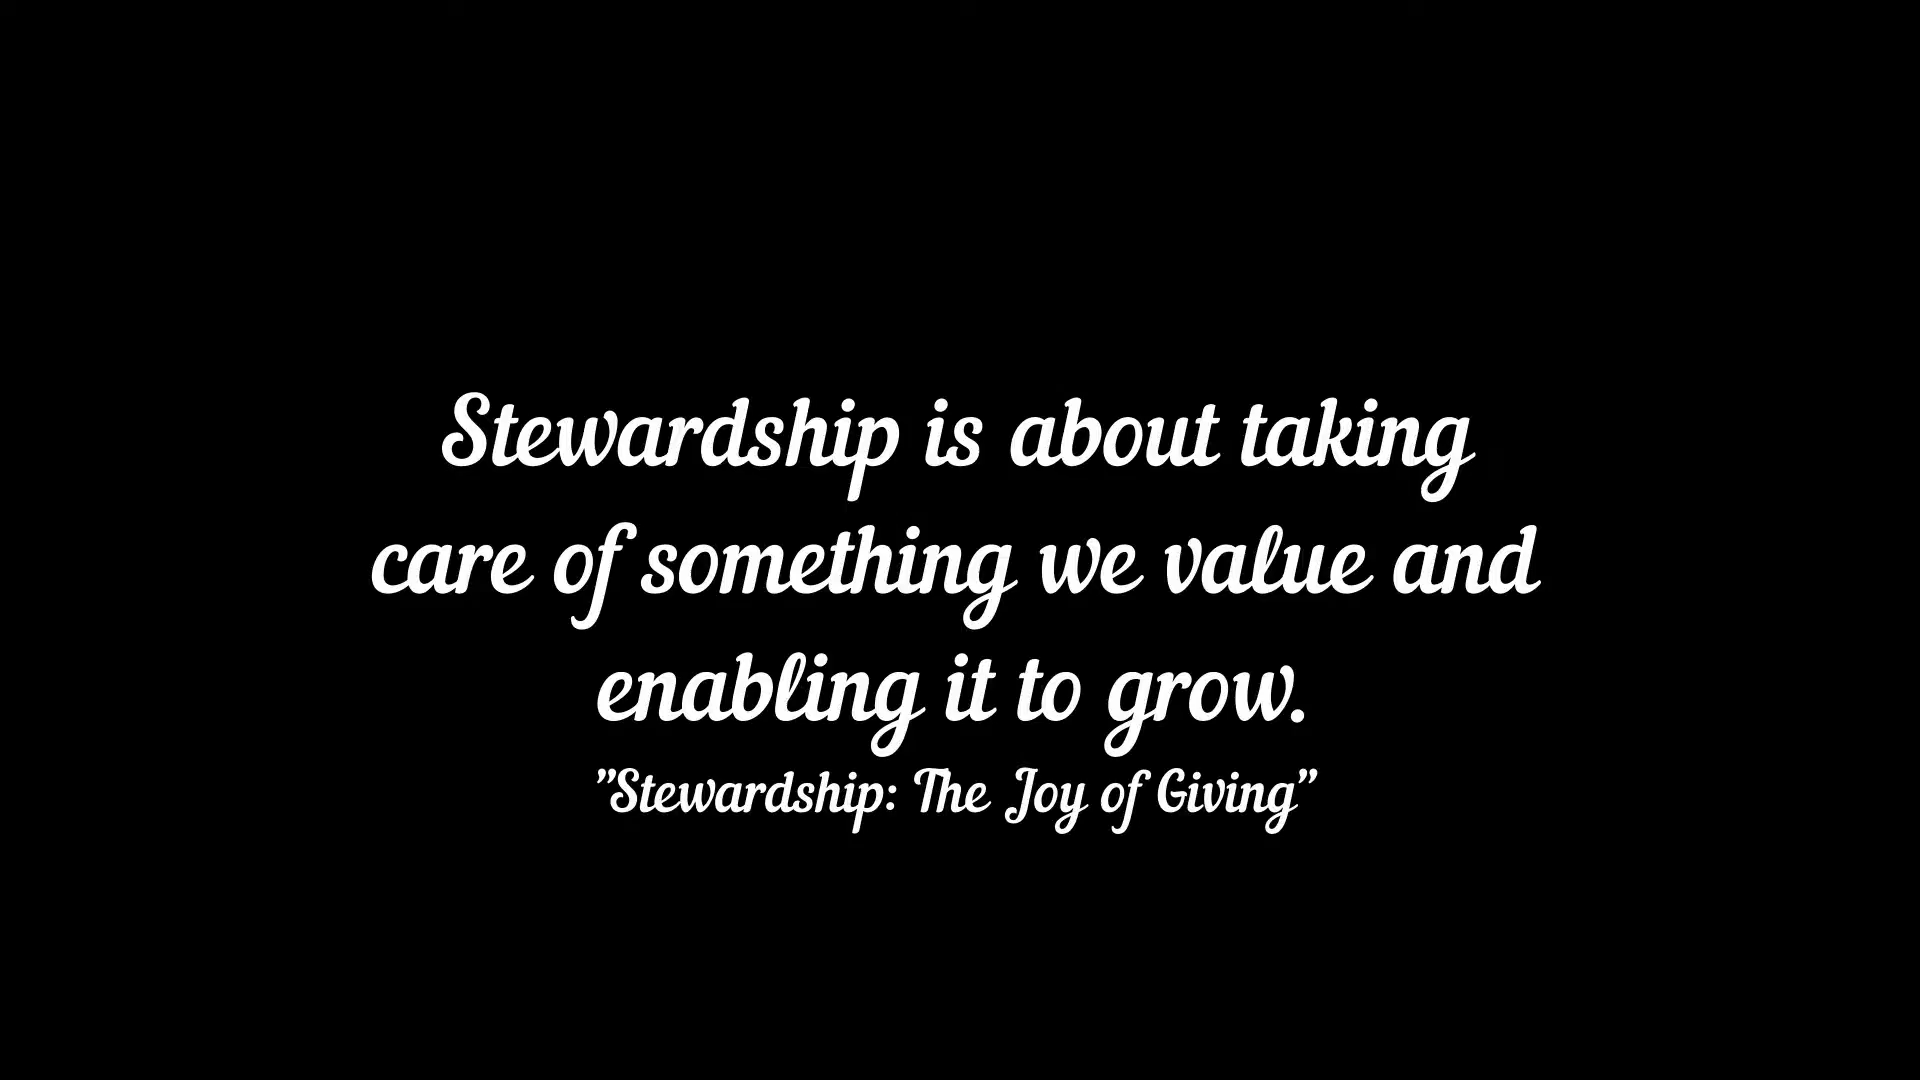 Stewardship is about taking
care of something we value and
enabling it to grow.
"Stewardship: The Joy of Giving"